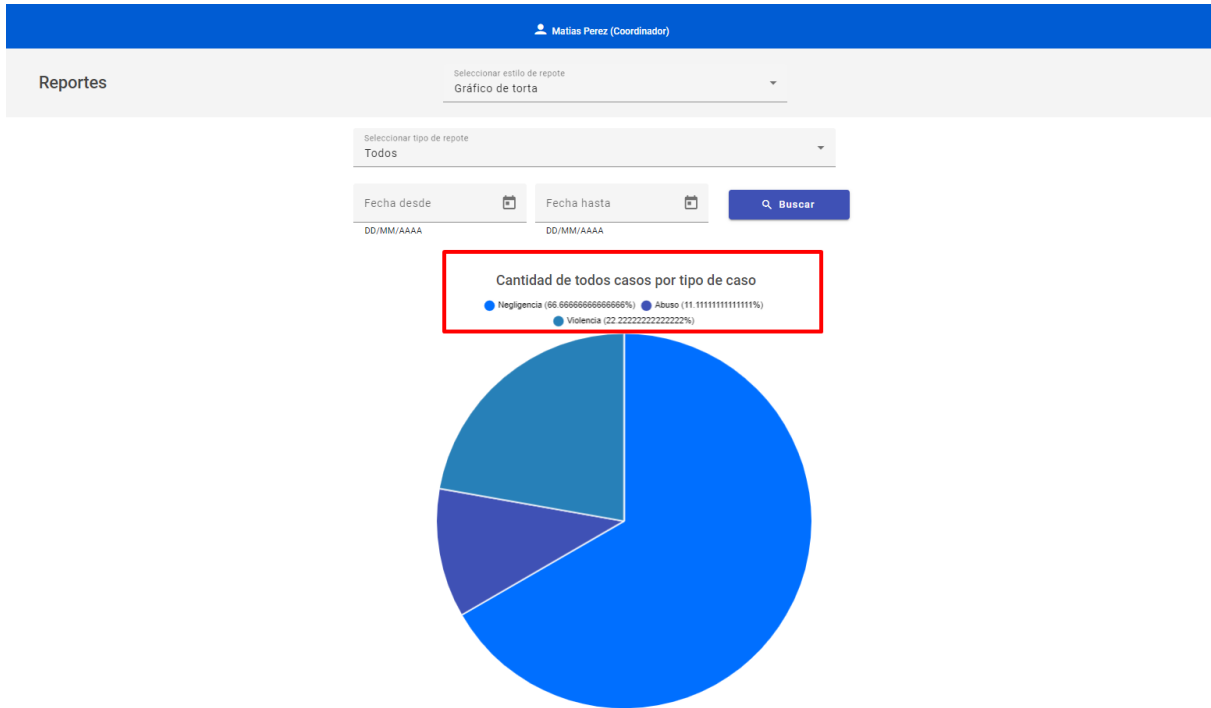 Matias Perez (Coordinador)
Reportes
Seleccionar estilo de repote
Gráfico de torta
Seleccionar tipo de repote
Todos
Fecha desde
Fecha hasta
Buscar
DD/MM/AAAA
DD/MM/AAAA
Cantidad de todos casos por tipo de caso
Negligencia (66.66666666666666%) Abuso (11.11111111111111%)
Violencia (22.22222222222222%)